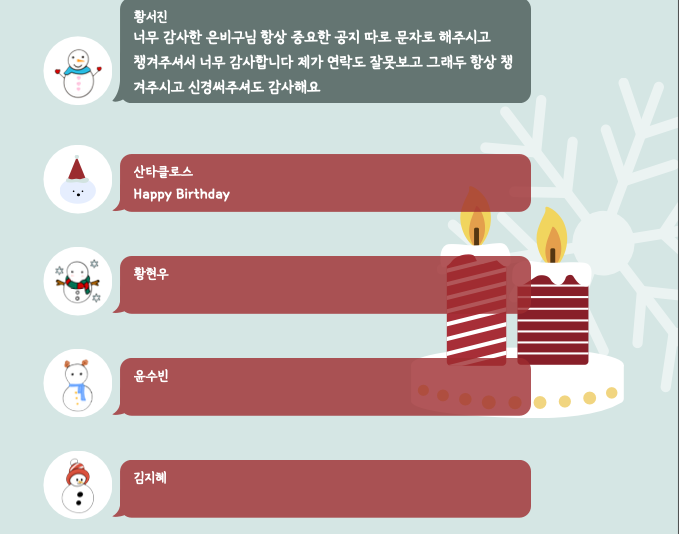 황서진
너무 감사한 은비구님 항상 중요한 공지 따로 문자로 해주시고
챙겨주셔서 너무 감사합니다 제가 연락도 잘못보고 그래두 항상 챙
겨주시고 신경써주셔도 감사해요
산타클로스
Happy Birthday
황현우
윤수빈
김지혜